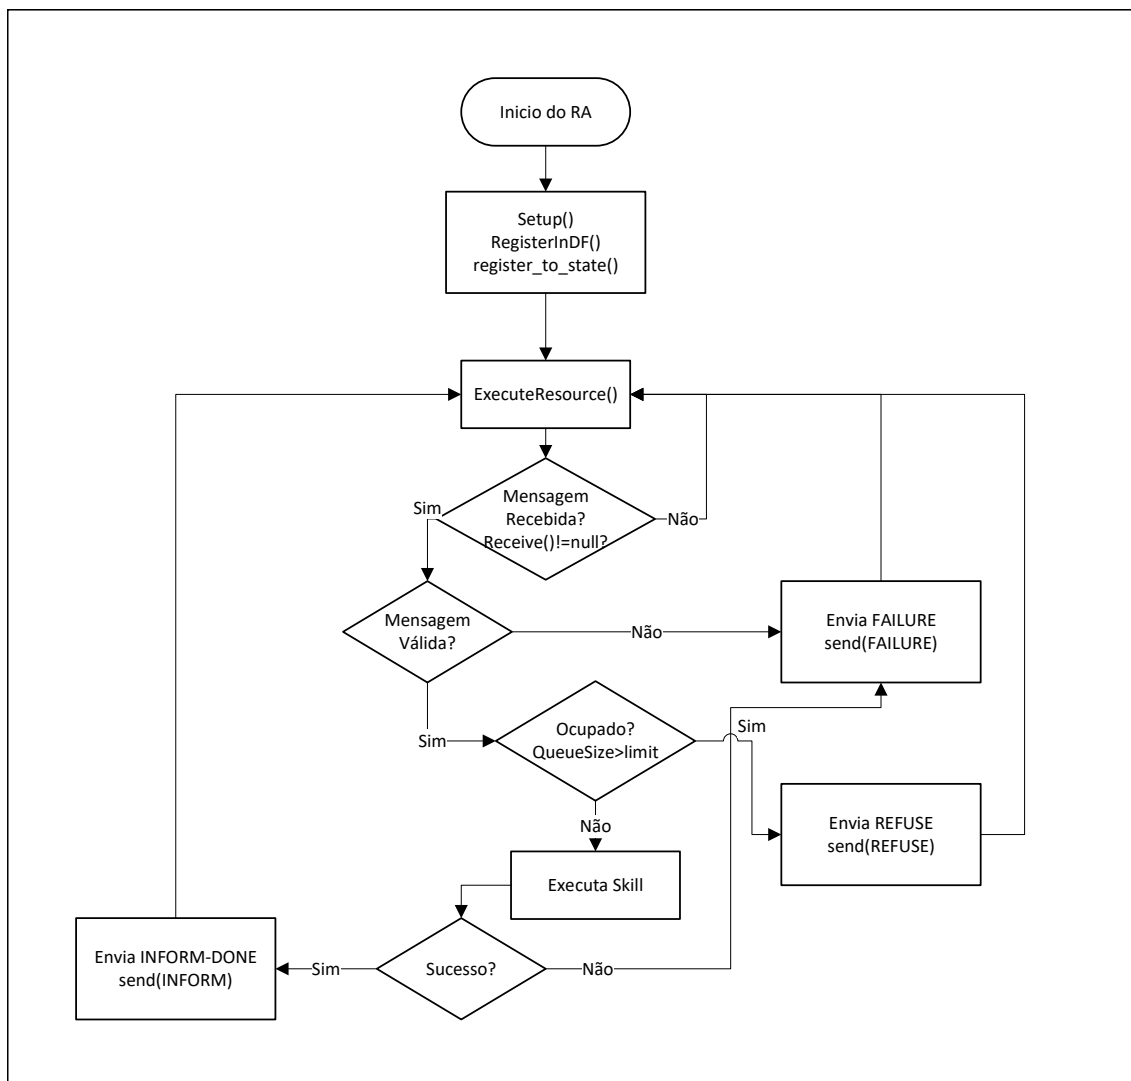 Inicio do RA
Setup()
RegisterInDF()
register_to_state()
ExecuteResource()
Mensagem
Recebida?
Receive()!=null?
Sim
Não
Mensagem
Válida?
Não
Envia FAILURE
send(FAILURE)
Sim
Ocupado?
QueueSize>limit
Sim
Não
Envia REFUSE
send(REFUSE)
Executa Skill
Envia INFORM-DONE
send(INFORM)
Sim
Sucesso?
Não